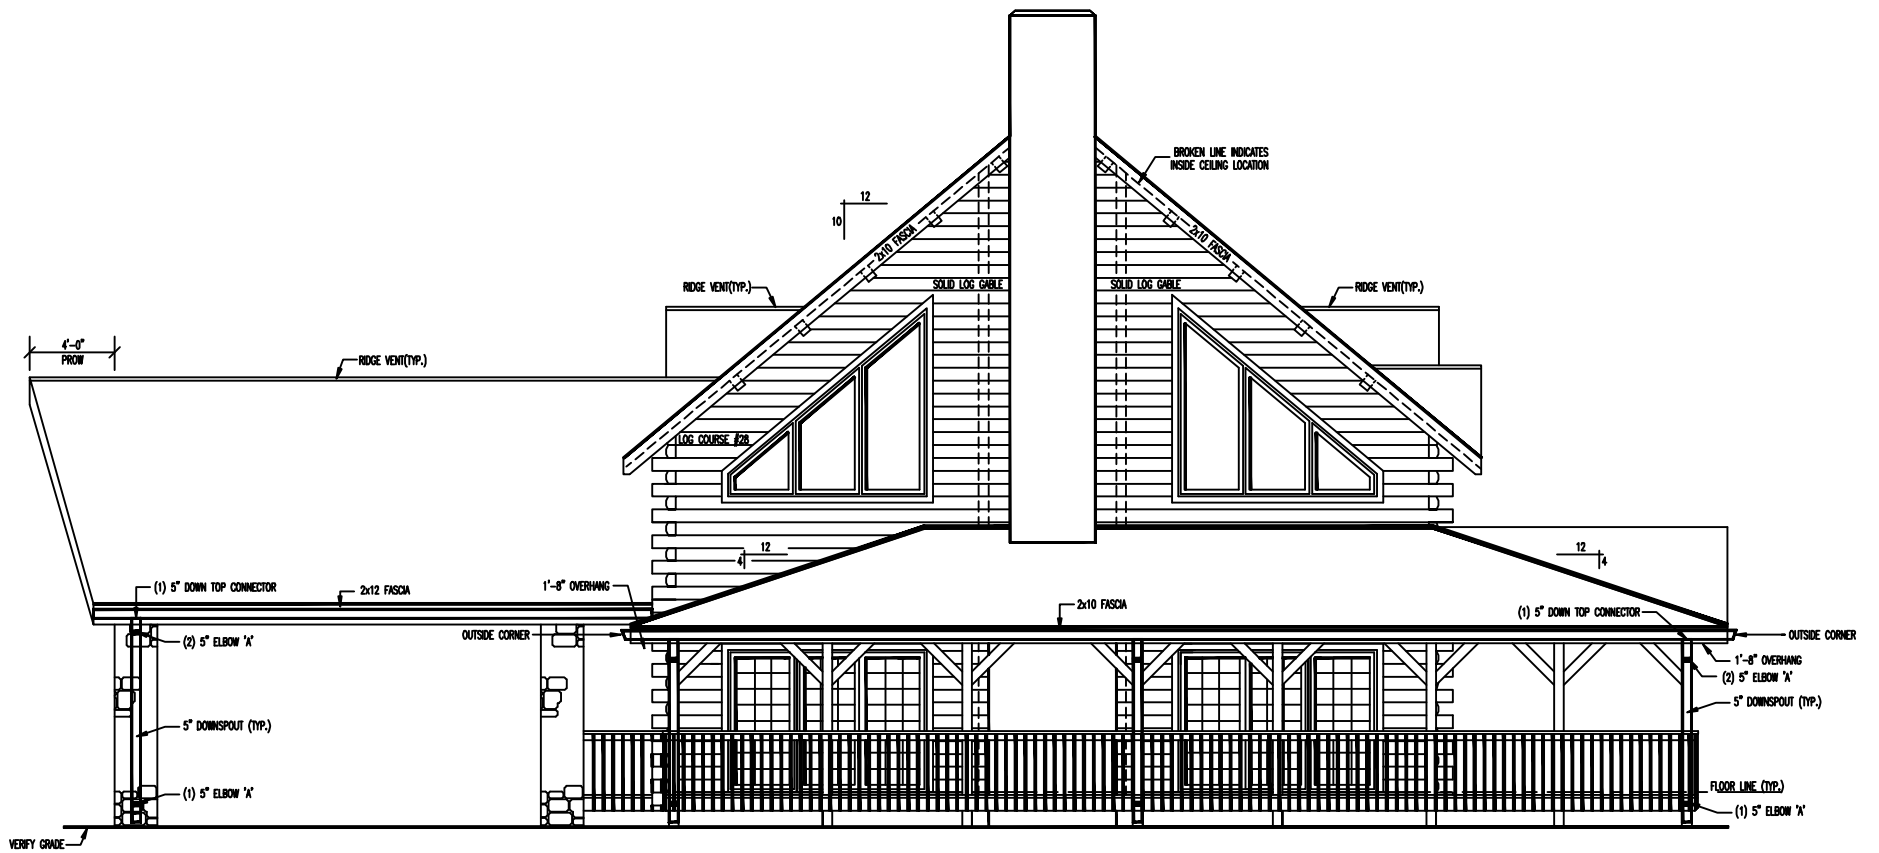 BROKEN LINE INDICATES
INSIDE CEILING LOCATION
12
10
2x10 FASCIA
2x10 FASCIA
RIDGE VENT(TYP.)
SOLID LOG GABLE
SOLID LOG GABLE
RIDGE VENT(TYP.)
4'-0"
PROW
RIDGE VENT(TYP.)
LOG COURSE #28
12
4
12
4
(1) 5" DOWN TOP CONNECTOR
2x12 FASCIA
1'-8" OVERHANG
2x10 FASCIA
(1) 5" DOWN TOP CONNECTOR
(2) 5" ELBOW 'A'
OUTSIDE CORNER
OUTSIDE CORNER
1'-8" OVERHANG
(2) 5" ELBOW 'A'
5" DOWNSPOUT (TYP.)
5" DOWNSPOUT (TYP.)
(1) 5" ELBOW 'A'
FLOOR LINE (TYP.)
(1) 5" ELBOW 'A'
VERIFY GRADE